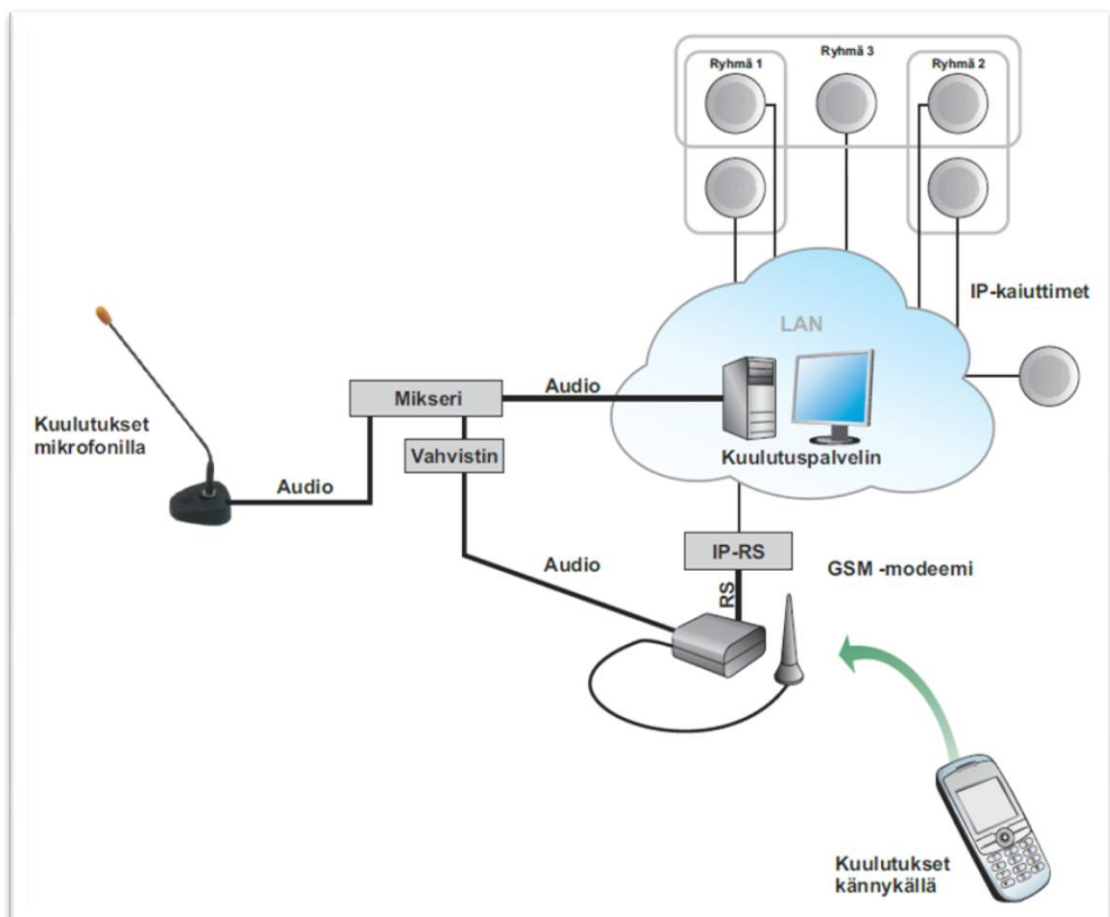 Ryhmä 3
Ryhmä 1
Ryhmä 2
IP-kaiuttimet
LAN
Audio
Mikseri
Kuulutukset
mikrofonilla
Vahvistin
Kuulutuspalvelin
Audio
IP-RS
Audio
GSM -modeemi
RS
Kuulutukset
kännykällä